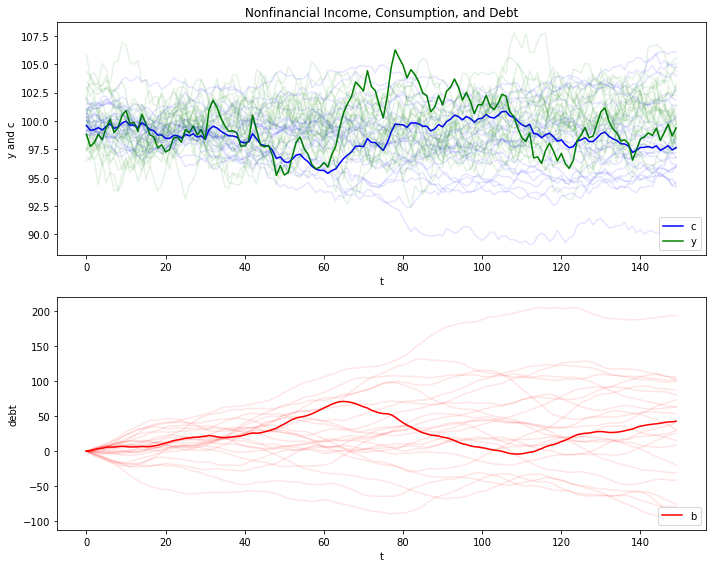 Nonfinancial Income, Consumption, and Debt
107.5
105.0
102.5
100.0
97.5
95.0
92.5
90.0
y and c
c
y
0 20 40 60 80 100 120 140
t
200
150
100
50
0
−50
−100
debt
b
0 20 40 60 80 100 120 140
t